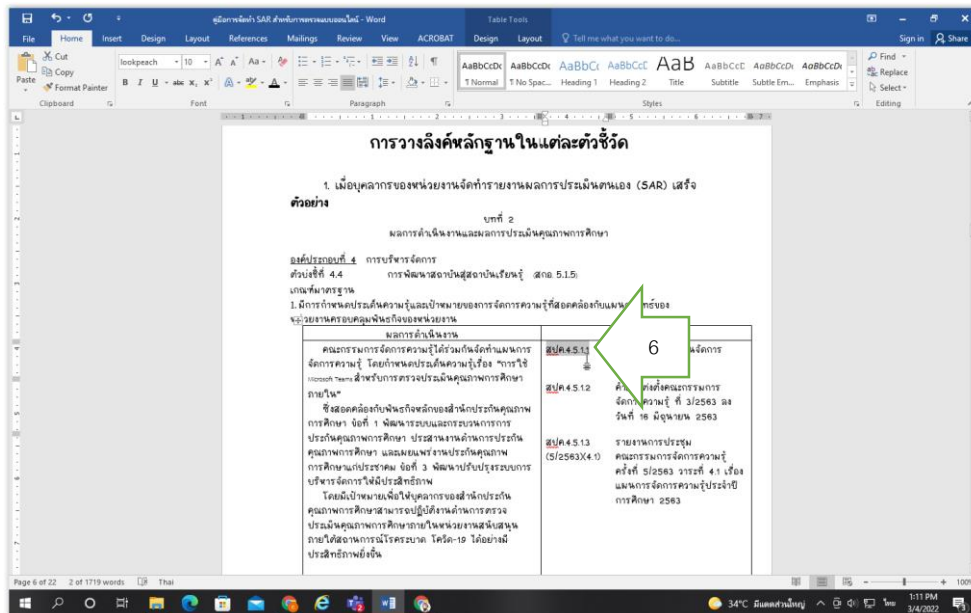 คู่มือการจัดทำ SAR สำหรับการตรวจแบบออนไลน์ - Word
Table Tools
File Home Insert Design Layout References Mailings Review View ACROBAT Design Layout Tell me what you want to do... Sign in Share
Cut
Copy
Format Painter
Paste
lookpeach 10
AaBbCcDc AaBbCcDc AaBbCc AaBbCcC AaB AaBbCcC AaBbCcDc AaBbCcDc
1 Normal 1 No Spac... Heading 1 Heading 2 Title Subtitle Subtle Em... Emphasis
Find
Replace
Select
Clipboard Font Paragraph Styles Editing
การวางลิงค์หลักฐานในแต่ละตัวชี้วัด
1. เมื่อบุคลากรของหน่วยงานจัดทำรายงานผลการประเมินตนเอง (SAR) เสร็จ
ตัวอย่าง
บทที่ 2
ผลการดำเนินงานและผลการประเมินคุณภาพการศึกษา
องค์ประกอบที่ 4 การบริหารจัดการ
ตัวบ่งชี้ที่ 4.4 การพัฒนาสถาบันสู่สถาบันเรียนรู้ (สกอ. 5.1.5)
เกณฑ์มาตรฐาน
1. มีการกำหนดประเด็นความรู้และเป้าหมายของการจัดการความรู้ที่สอดคล้องกับ
ผลการดำเนินงาน
คณะกรรมการจัดการความรู้ได้ร่วมกันจัดทำแผนการ
จัดการความรู้ โดยกำหนดประเด็นความรู้เรื่อง "การใช้
Microsoft Teams สำหรับการตรวจประเมินคุณภาพการศึกษา
ภายใน"
ซึ่งสอดคล้องกับพันธกิจหลักของสำนักประกันคุณภาพ
การศึกษา ข้อที่ 1 พัฒนาระบบและกระบวนการการ
ประกันคุณภาพการศึกษา ประสานงานด้านการประกัน
คุณภาพการศึกษา และเผยแพร่งานประกันคุณภาพ
การศึกษาแก่ประชาคม ข้อที่ 3 พัฒนาปรับปรุงระบบการ
บริหารจัดการให้มีประสิทธิภาพ
โดยมีเป้าหมายเพื่อให้บุคลากรของสำนักประกัน
คุณภาพการศึกษาสามารถปฏิบัติงานด้านการตรวจ
ประเมินคุณภาพการศึกษาภายในหน่วยงานสนับสนุน
ภายใต้สถานการณ์โรคระบาด โควิด-19 ได้อย่างมี
ประสิทธิภาพยิ่งขึ้น
สปค.4.5.1.1
6
สปค.4.5.1.2
จัดการความรู้ ที่ 3/2563 ลง
วันที่ 16 มิถุนายน 2563
สปค.4.5.1.3 รายงานการประชุม
(5/2563)(4.1) คณะกรรมการจัดการความรู้
ครั้งที่ 5/2563 วาระที่ 4.1 เรื่อง
แผนการจัดการความรู้ประจำปี
การศึกษา 2563
Page 6 of 22 2 of 1719 words Thai
100%
34°C มีแดดส่วนใหญ่ ไทย 1:11 PM
3/4/2022